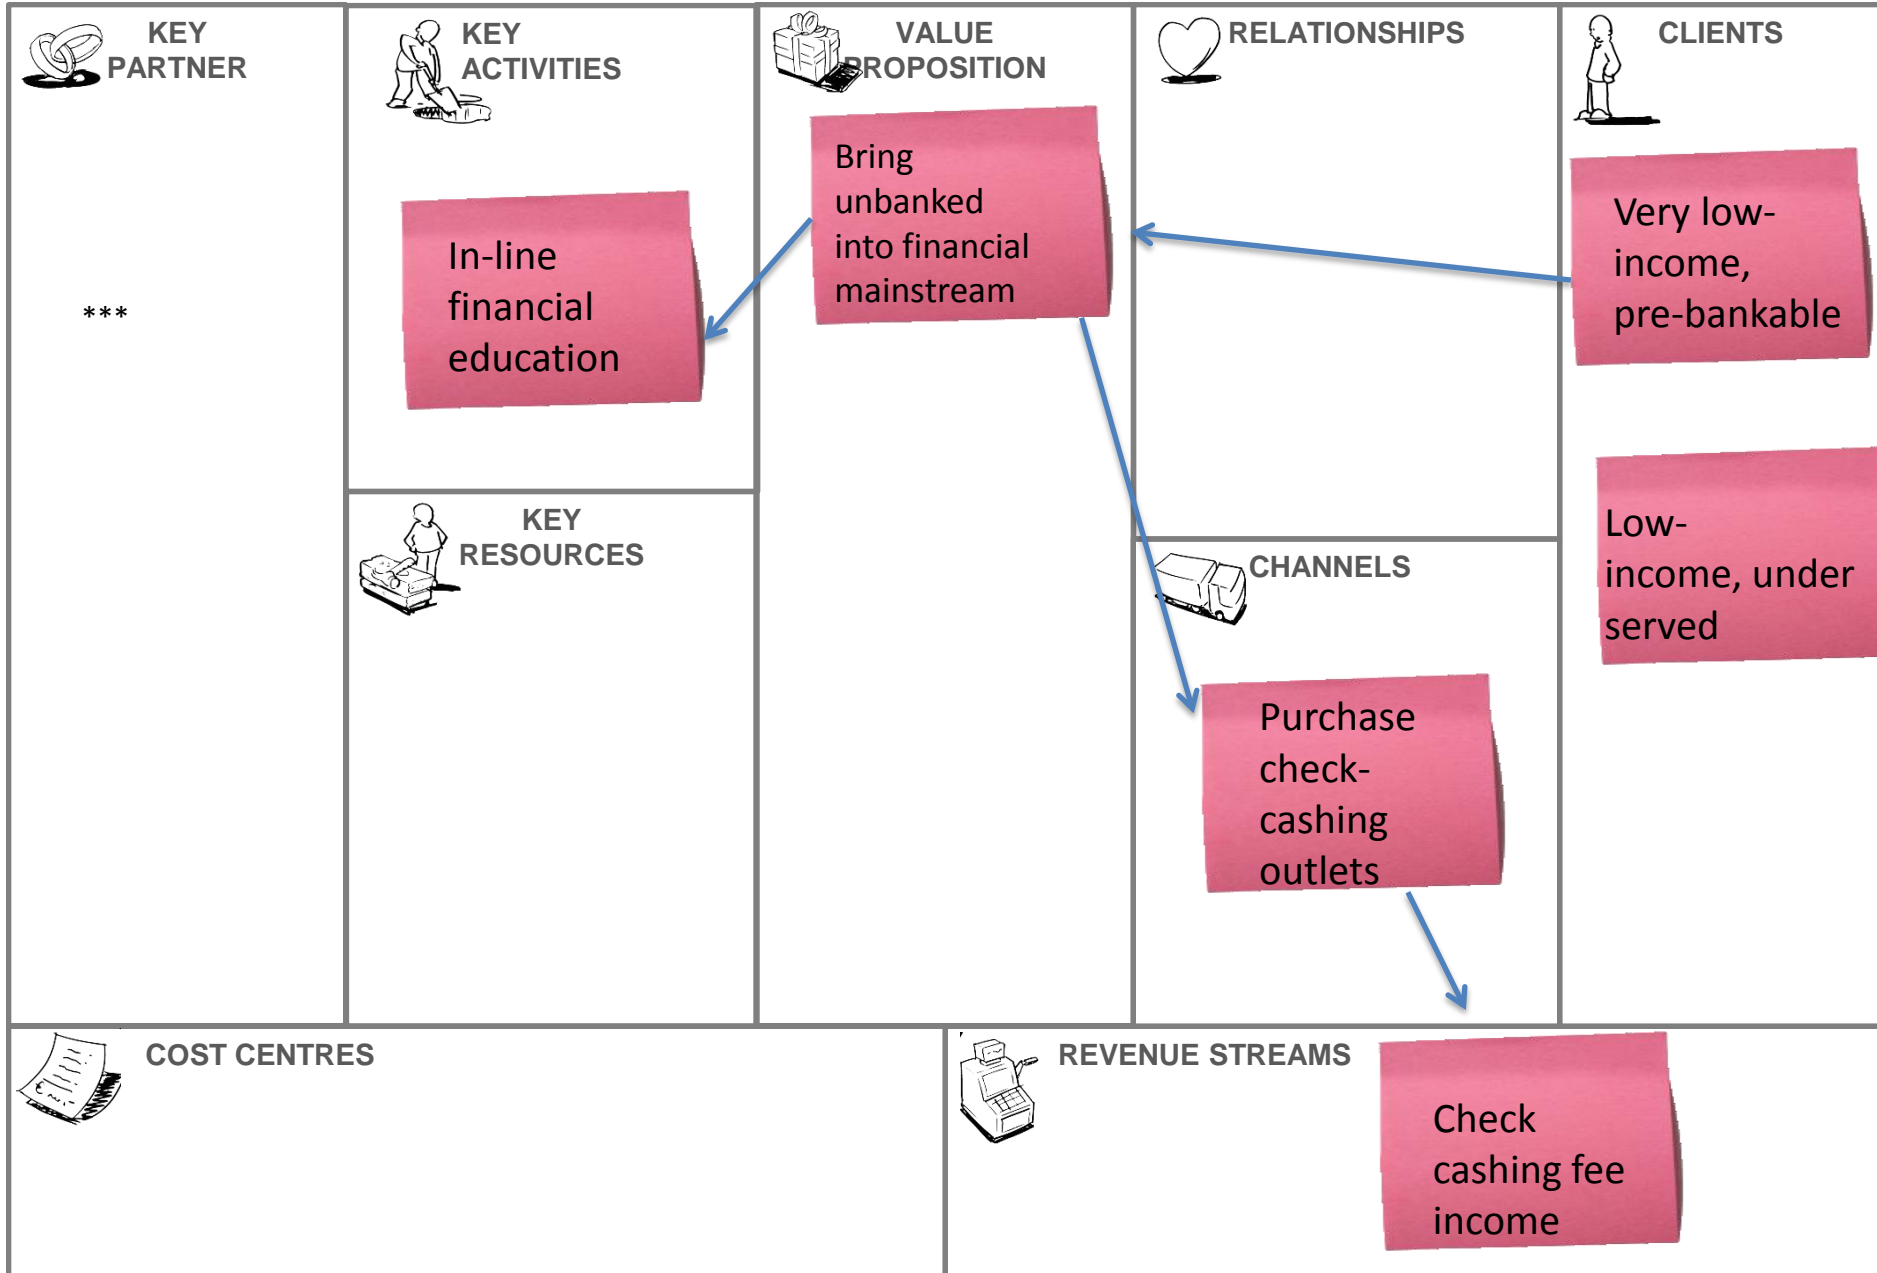 KEY
PARTNER
***
KEY
ACTIVITIES
In-line
financial
education
KEY
RESOURCES
VALUE
PROPOSITION
Bring
unbanked
into financial
mainstream
RELATIONSHIPS
CHANNELS
Purchase
check-
cashing
outlets
CLIENTS
Very low-
income,
pre-bankable
Low-
income, under
served
COST CENTRES
REVENUE STREAMS
Check
cashing fee
income